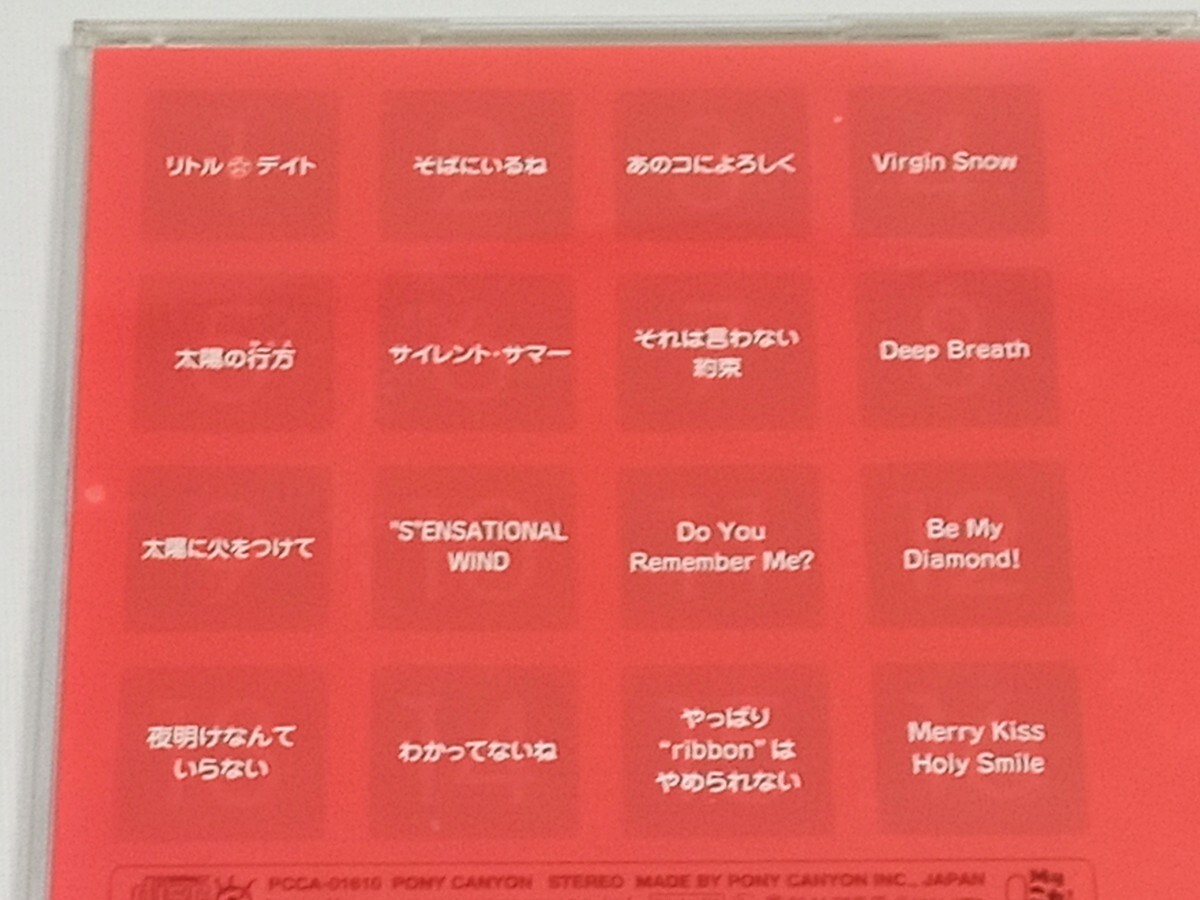 リトル☆デイト
そばにいるね
あのコによろしく
Virgin Snow
太陽の行方
サイレント・サマー
それは言わない
約束
Deep Breath
太陽に火をつけて
"S"ENSATIONAL
WIND
Do You
Remember Me?
Be My
Diamond!
夜明けなんて
いらない
わかってないね
やっぱり
“ribbon”は
やめられない
Merry Kiss
Holy Smile
PCCA-01610 PONY CANYON STEREO MADE BY PONY CANYON INC., JAPAN